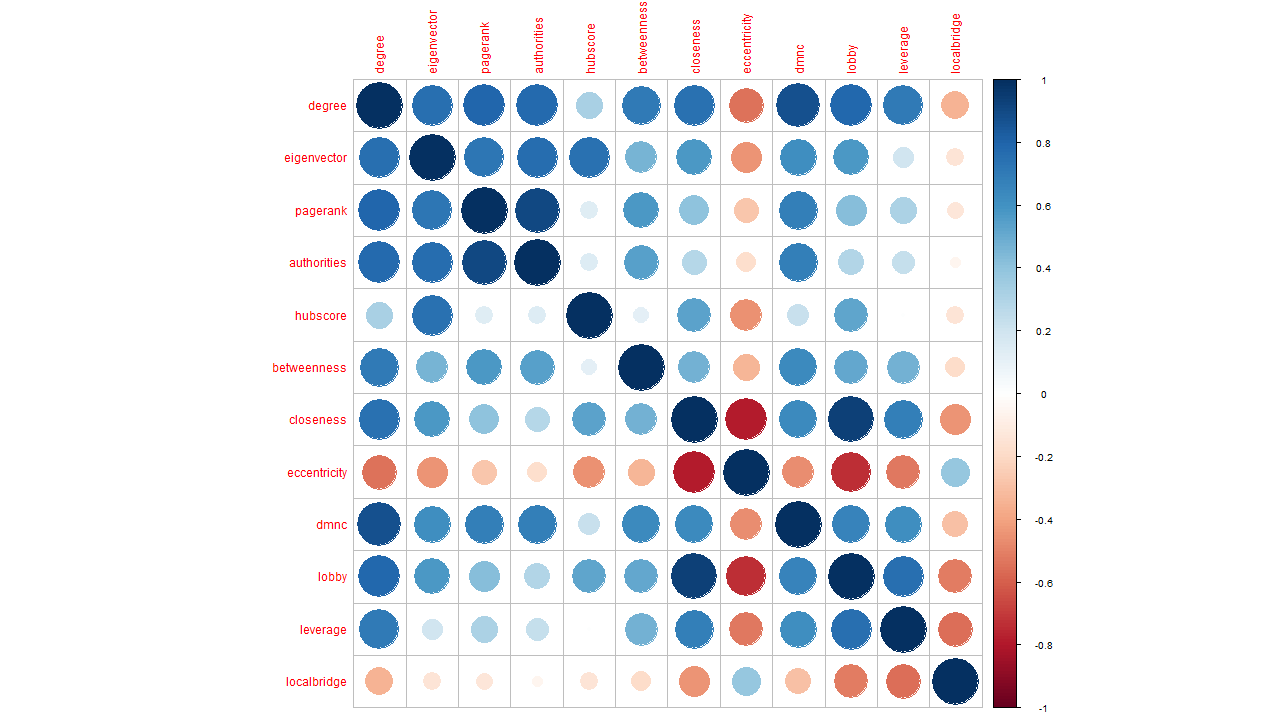 degree
eigenvector
pagerank
authorities
hubscore
betweenness
closeness
eccentricity
dmnc
lobby
leverage
localbridge
degree
eigenvector
pagerank
authorities
hubscore
betweenness
closeness
eccentricity
dmnc
lobby
leverage
localbridge
1
0.8
0.6
0.4
0.2
0
-0.2
-0.4
-0.6
-0.8
-1